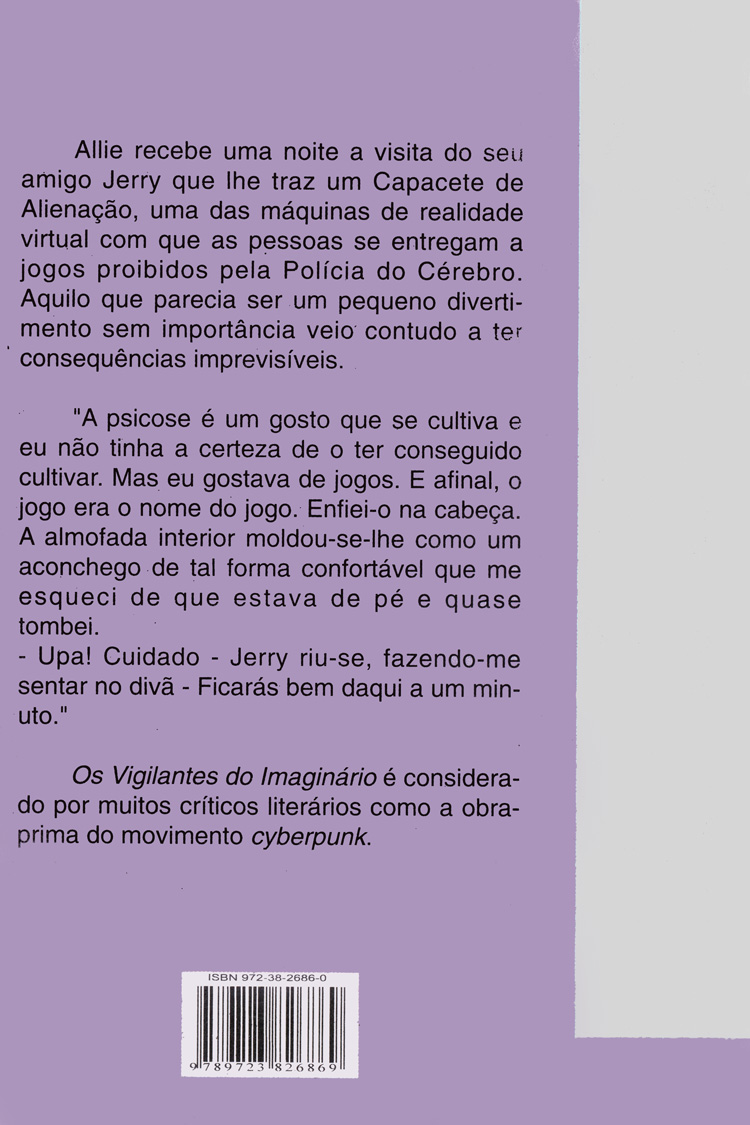 Allie recebe uma noite a visita do seu
amigo Jerry que lhe traz um Capacete de
Alienação, uma das máquinas de realidade
virtual com que as pessoas se entregam a
jogos proibidos pela Polícia do Cérebro.
Aquilo que parecia ser um pequeno diverti-
mento sem importância veio contudo a ter
consequências imprevisíveis.
"A psicose é um gosto que se cultiva e
eu não tinha a certeza de o ter conseguido
cultivar. Mas eu gostava de jogos. E afinal, o
jogo era o nome do jogo. Enfiei-o na cabeça.
A almofada interior moldou-se-lhe como um
aconchego de tal forma confortável que me
esqueci de que estava de pé e quase
tombei.
- Upa! Cuidado - Jerry riu-se, fazendo-me
sentar no divã - Ficarás bem daqui a um min-
uto."
Os Vigilantes do Imaginário é considera-
do por muitos críticos literários como a obra-
prima do movimento cyberpunk.
ISBN 972-38-2686-0
9 789723 826869